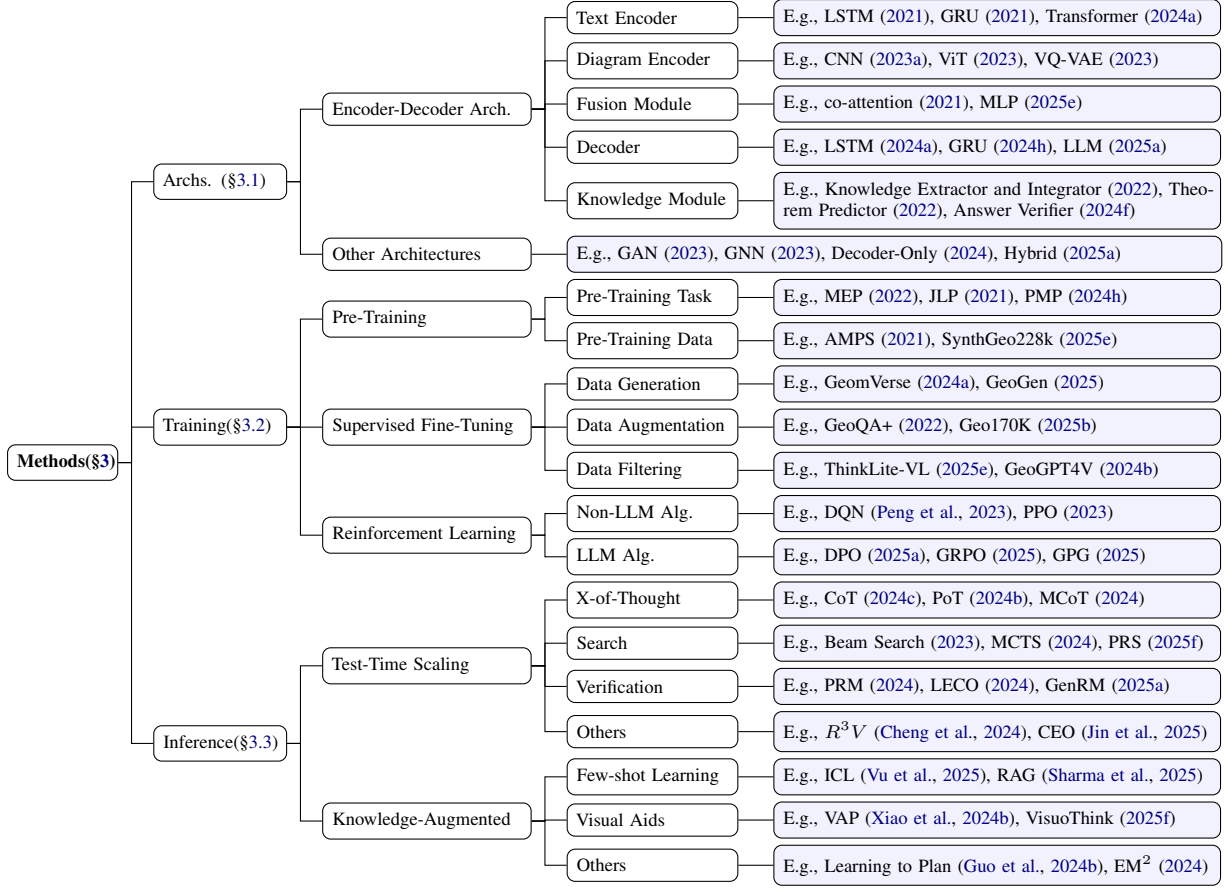 Methods(§3)
Archs. (§3.1)
Encoder-Decoder Arch.
Text Encoder
E.g., LSTM (2021), GRU (2021), Transformer (2024a)
Diagram Encoder
E.g., CNN (2023a), ViT (2023), VQ-VAE (2023)
Fusion Module
E.g., co-attention (2021), MLP (2025e)
Decoder
E.g., LSTM (2024a), GRU (2024h), LLM (2025a)
Knowledge Module
E.g., Knowledge Extractor and Integrator (2022), Theo-
rem Predictor (2022), Answer Verifier (2024f)
Other Architectures
E.g., GAN (2023), GNN (2023), Decoder-Only (2024), Hybrid (2025a)
Training(§3.2)
Pre-Training
Pre-Training Task
E.g., MEP (2022), JLP (2021), PMP (2024h)
Pre-Training Data
E.g., AMPS (2021), SynthGeo228k (2025e)
Supervised Fine-Tuning
Data Generation
E.g., GeomVerse (2024a), GeoGen (2025)
Data Augmentation
E.g., GeoQA+ (2022), Geo170K (2025b)
Data Filtering
E.g., ThinkLite-VL (2025e), GeoGPT4V (2024b)
Reinforcement Learning
Non-LLM Alg.
E.g., DQN (Peng et al., 2023), PPO (2023)
LLM Alg.
E.g., DPO (2025a), GRPO (2025), GPG (2025)
Inference(§3.3)
Test-Time Scaling
X-of-Thought
E.g., CoT (2024c), PoT (2024b), MCoT (2024)
Search
E.g., Beam Search (2023), MCTS (2024), PRS (2025f)
Verification
E.g., PRM (2024), LECO (2024), GenRM (2025a)
Others
E.g., R³V (Cheng et al., 2024), CEO (Jin et al., 2025)
Knowledge-Augmented
Few-shot Learning
E.g., ICL (Vu et al., 2025), RAG (Sharma et al., 2025)
Visual Aids
E.g., VAP (Xiao et al., 2024b), VisuoThink (2025f)
Others
E.g., Learning to Plan (Guo et al., 2024b), EM² (2024)